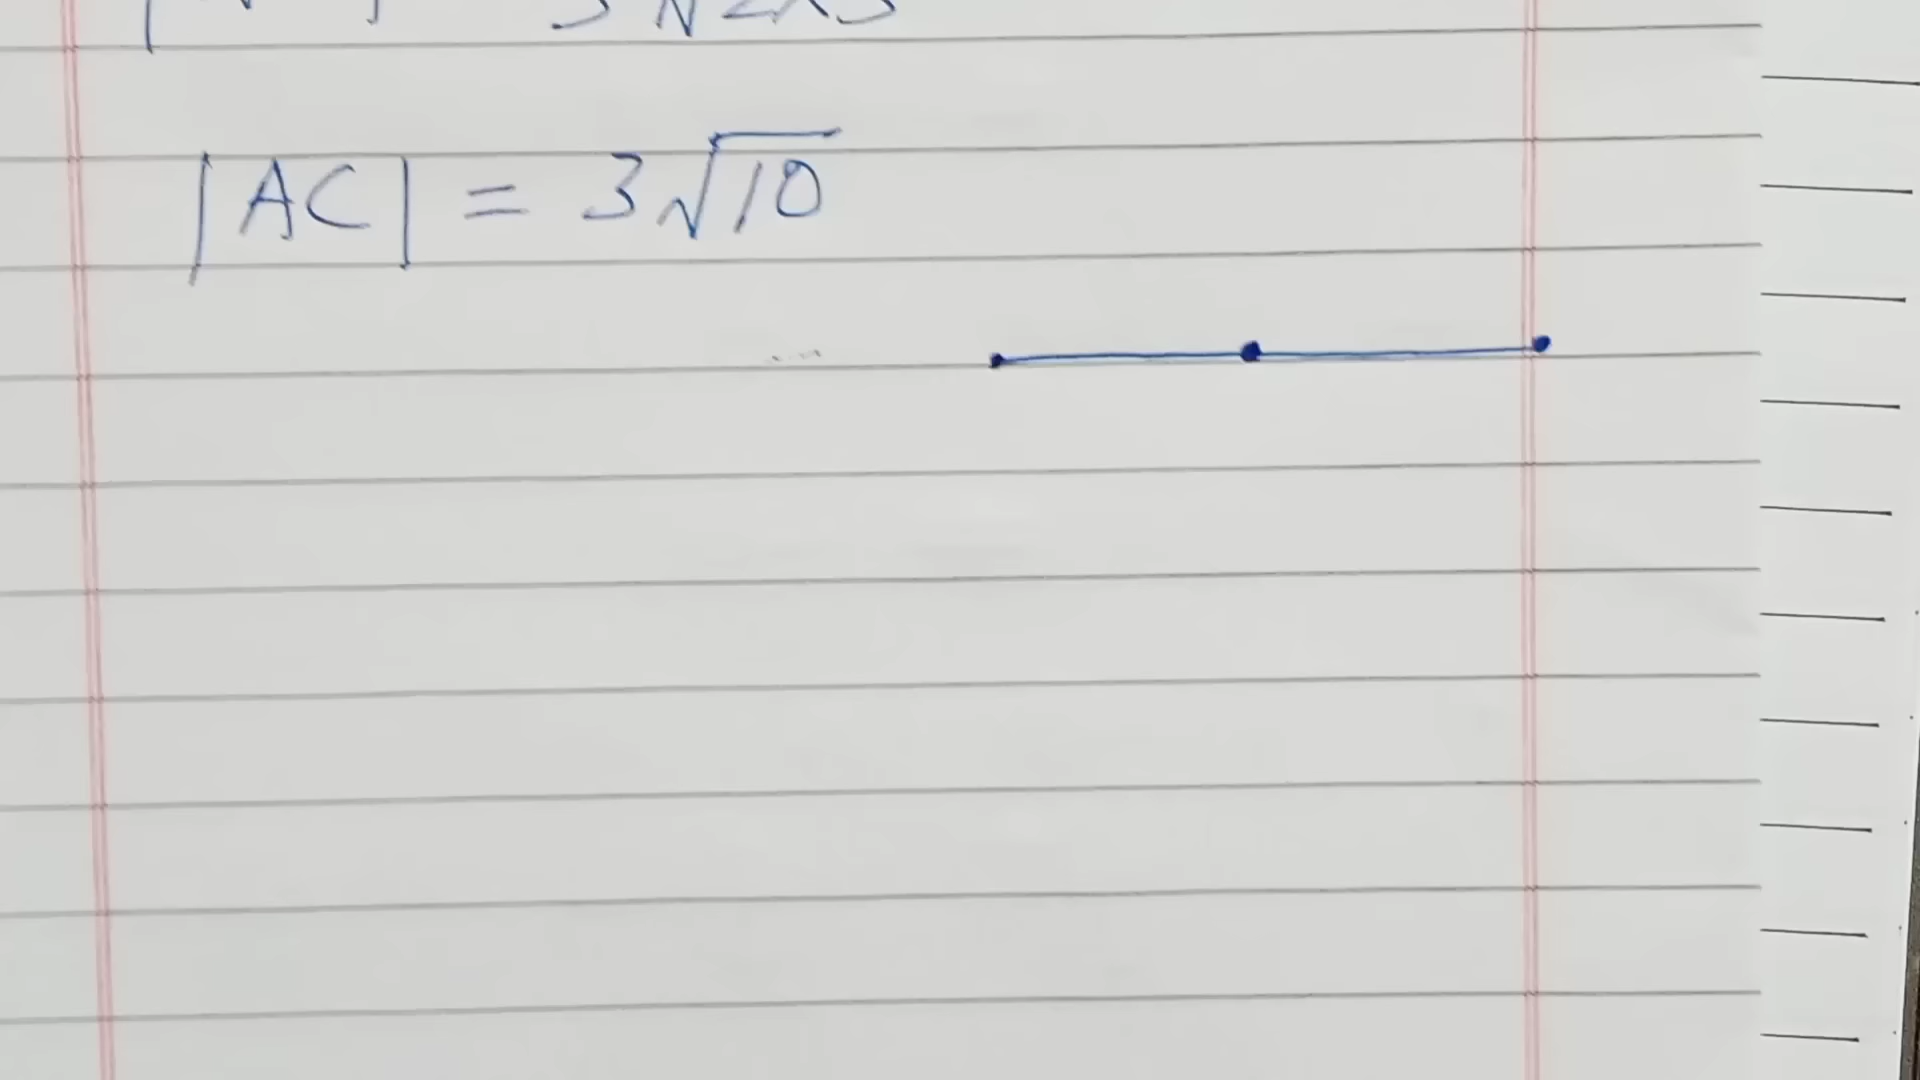 |AC| = 3√10